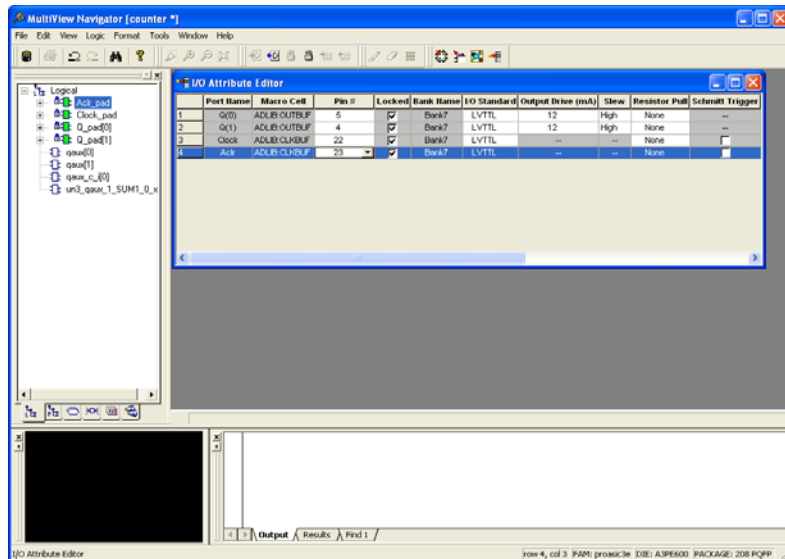 MultiView Navigator [counter *]
File Edit View Logic Format Tools Window Help
Logical
Aclr_pad
Clock_pad
Q_pad[0]
Q_pad[1]
qaux[0]
qaux[1]
qaux_c_i[0]
un3_qaux_1_SUM1_0_x
I/O Attribute Editor
Port Name Macro Cell Pin # Locked Bank Name I/O Standard Output Drive (mA) Slew Resistor Pull Schmitt Trigger
1 Q(0) ADLIB:OUTBUF 5 Bank7 LVTTL 12 High None --
2 Q(1) ADLIB:OUTBUF 4 Bank7 LVTTL 12 High None --
3 Clock ADLIB:CLKBUF 22 Bank7 LVTTL -- -- None
4 Aclr ADLIB:CLKBUF 23 Bank7 LVTTL -- -- None
Output Results Find 1
I/O Attribute Editor
row 4, col 3 FAM: proasic3e DIE: A3PE600 PACKAGE: 208 PQFP